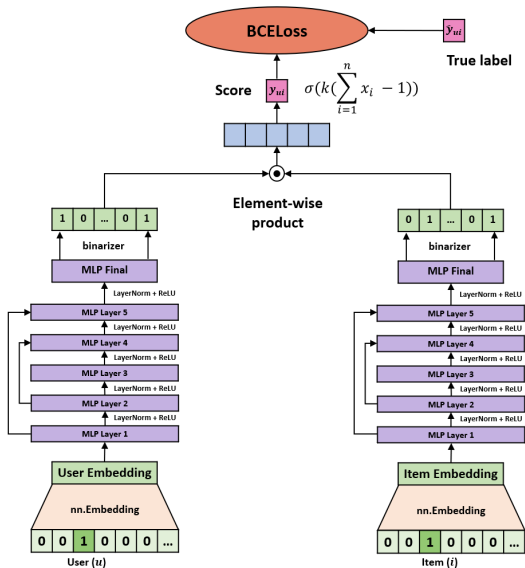 BCELoss
ŷui
True label
Score
yui
σ(k(∑ⁿᵢ₌₁ xᵢ − 1))
Element-wise
product
1 0 ... 0 1
binarizer
MLP Final
LayerNorm + ReLU
MLP Layer 5
LayerNorm + ReLU
MLP Layer 4
LayerNorm + ReLU
MLP Layer 3
LayerNorm + ReLU
MLP Layer 2
LayerNorm + ReLU
MLP Layer 1
User Embedding
nn.Embedding
0 0 1 0 0 0 ...
User (u)
0 1 ... 0 1
binarizer
MLP Final
LayerNorm + ReLU
MLP Layer 5
LayerNorm + ReLU
MLP Layer 4
LayerNorm + ReLU
MLP Layer 3
LayerNorm + ReLU
MLP Layer 2
LayerNorm + ReLU
MLP Layer 1
Item Embedding
nn.Embedding
0 0 1 0 0 0 ...
Item (i)